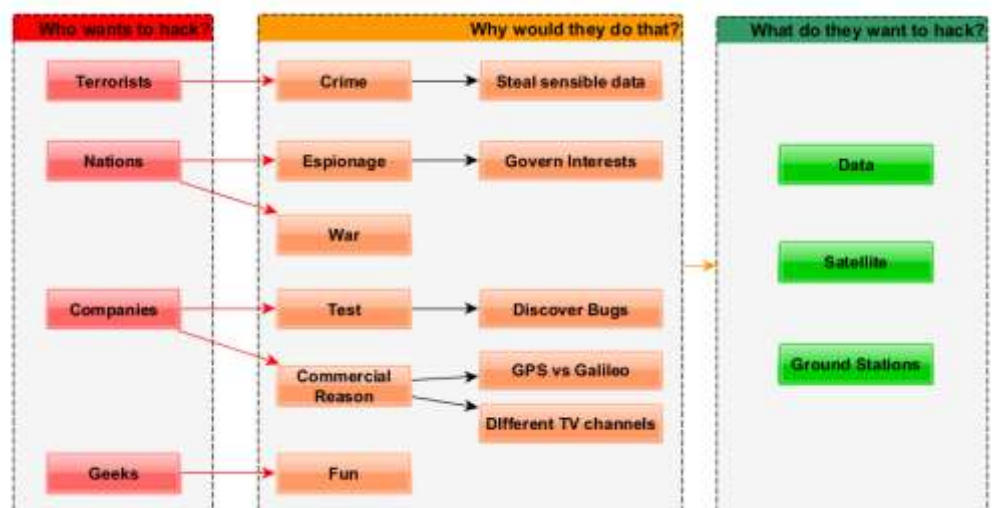 Who wants to hack?
Why would they do that?
What do they want to hack?
Terrorists
Crime
Steal sensible data
Nations
Espionage
Govern Interests
War
Companies
Test
Discover Bugs
Commercial
Reason
GPS vs Galileo
DIfferent TV channels
Geeks
Fun
Data
Satellite
Ground Stations